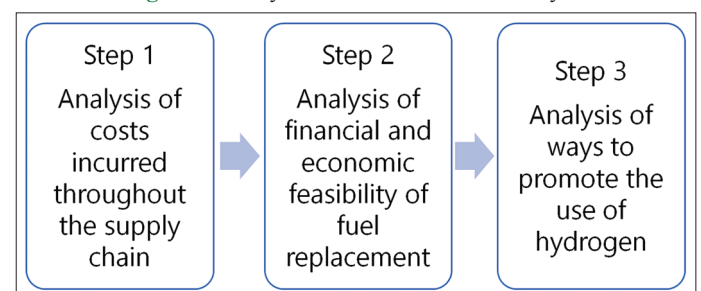 Step 1
Analysis of
costs
incurred
throughout
the supply
chain
Step 2
Analysis of
financial and
economic
feasibility of
fuel
replacement
Step 3
Analysis of
ways to
promote the
use of
hydrogen